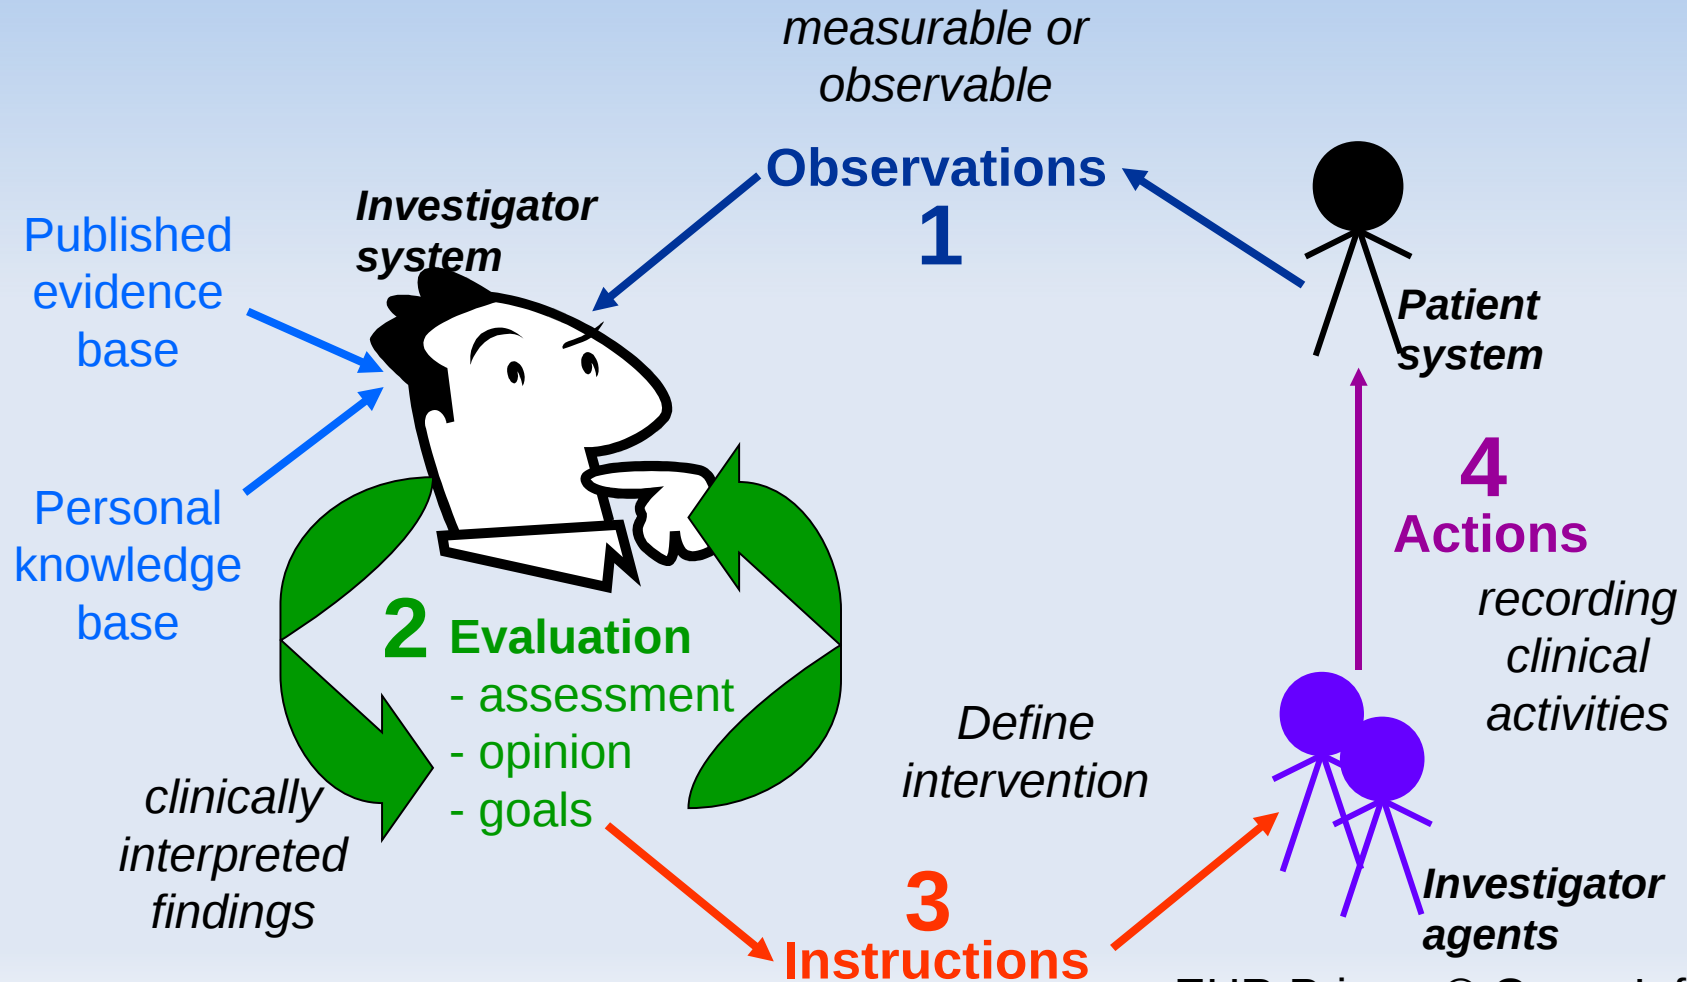 measurable or
observable
Observations
1
Investigator
system
Published
evidence
base
Patient
system
4
Actions
Personal
knowledge
base
recording
clinical
activities
2 Evaluation
- assessment
- opinion
- goals
Define
intervention
clinically
interpreted
findings
3
Instructions
Investigator
agents